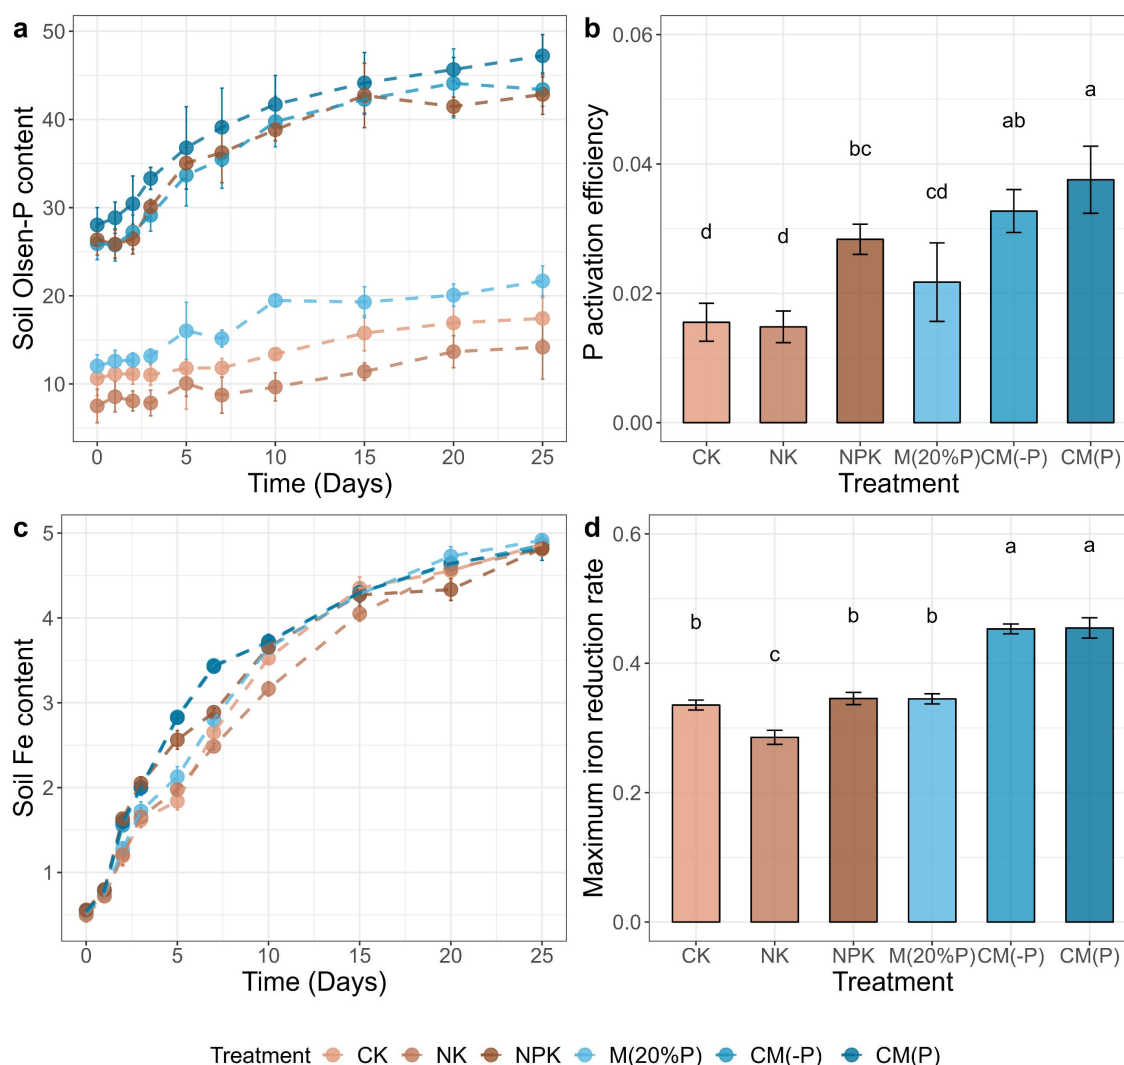 a
50
40
30
20
10
Soil Olsen-P content
0 5 10 15 20 25
Time (Days)
b
0.06
0.04
0.02
0.00
P activation efficiency
d d bc cd ab a
CK NK NPK M(20%P) CM(-P) CM(P)
Treatment
c
5
4
3
2
1
Soil Fe content
0 5 10 15 20 25
Time (Days)
d
0.6
0.4
0.2
0.0
Maximum iron reduction rate
b c b b a a
CK NK NPK M(20%P) CM(-P) CM(P)
Treatment
Treatment CK NK NPK M(20%P) CM(-P) CM(P)